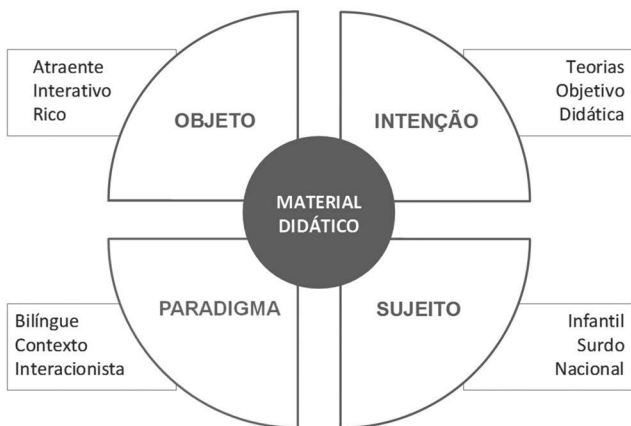 Atraente
Interativo
Rico
OBJETO
INTENÇÃO
Teorias
Objetivo
Didática
MATERIAL
DIDÁTICO
Bilíngue
Contexto
Interacionista
PARADIGMA
SUJEITO
Infantil
Surdo
Nacional